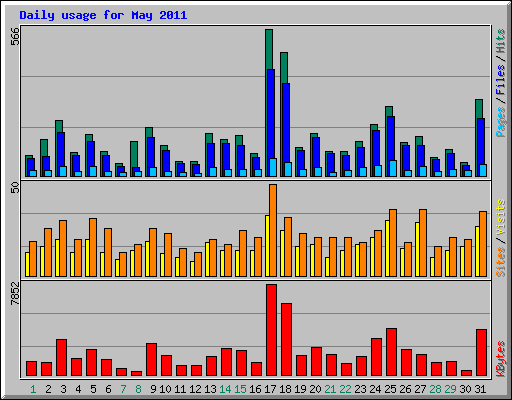 Daily usage for May 2011
566
Pages / Files / Hits
50
Sites / Visits
7852
KBytes
1 2 3 4 5 6 7 8 9 10 11 12 13 14 15 16 17 18 19 20 21 22 23 24 25 26 27 28 29 30 31